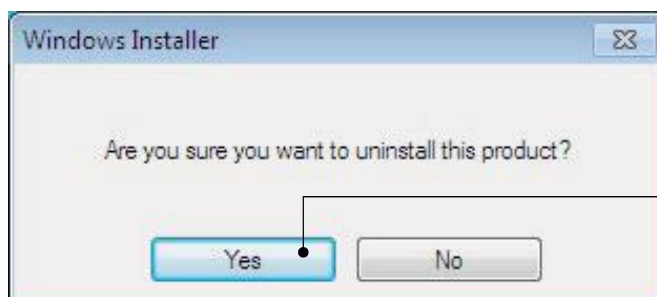 Windows Installer
Are you sure you want to uninstall this product?
Yes No